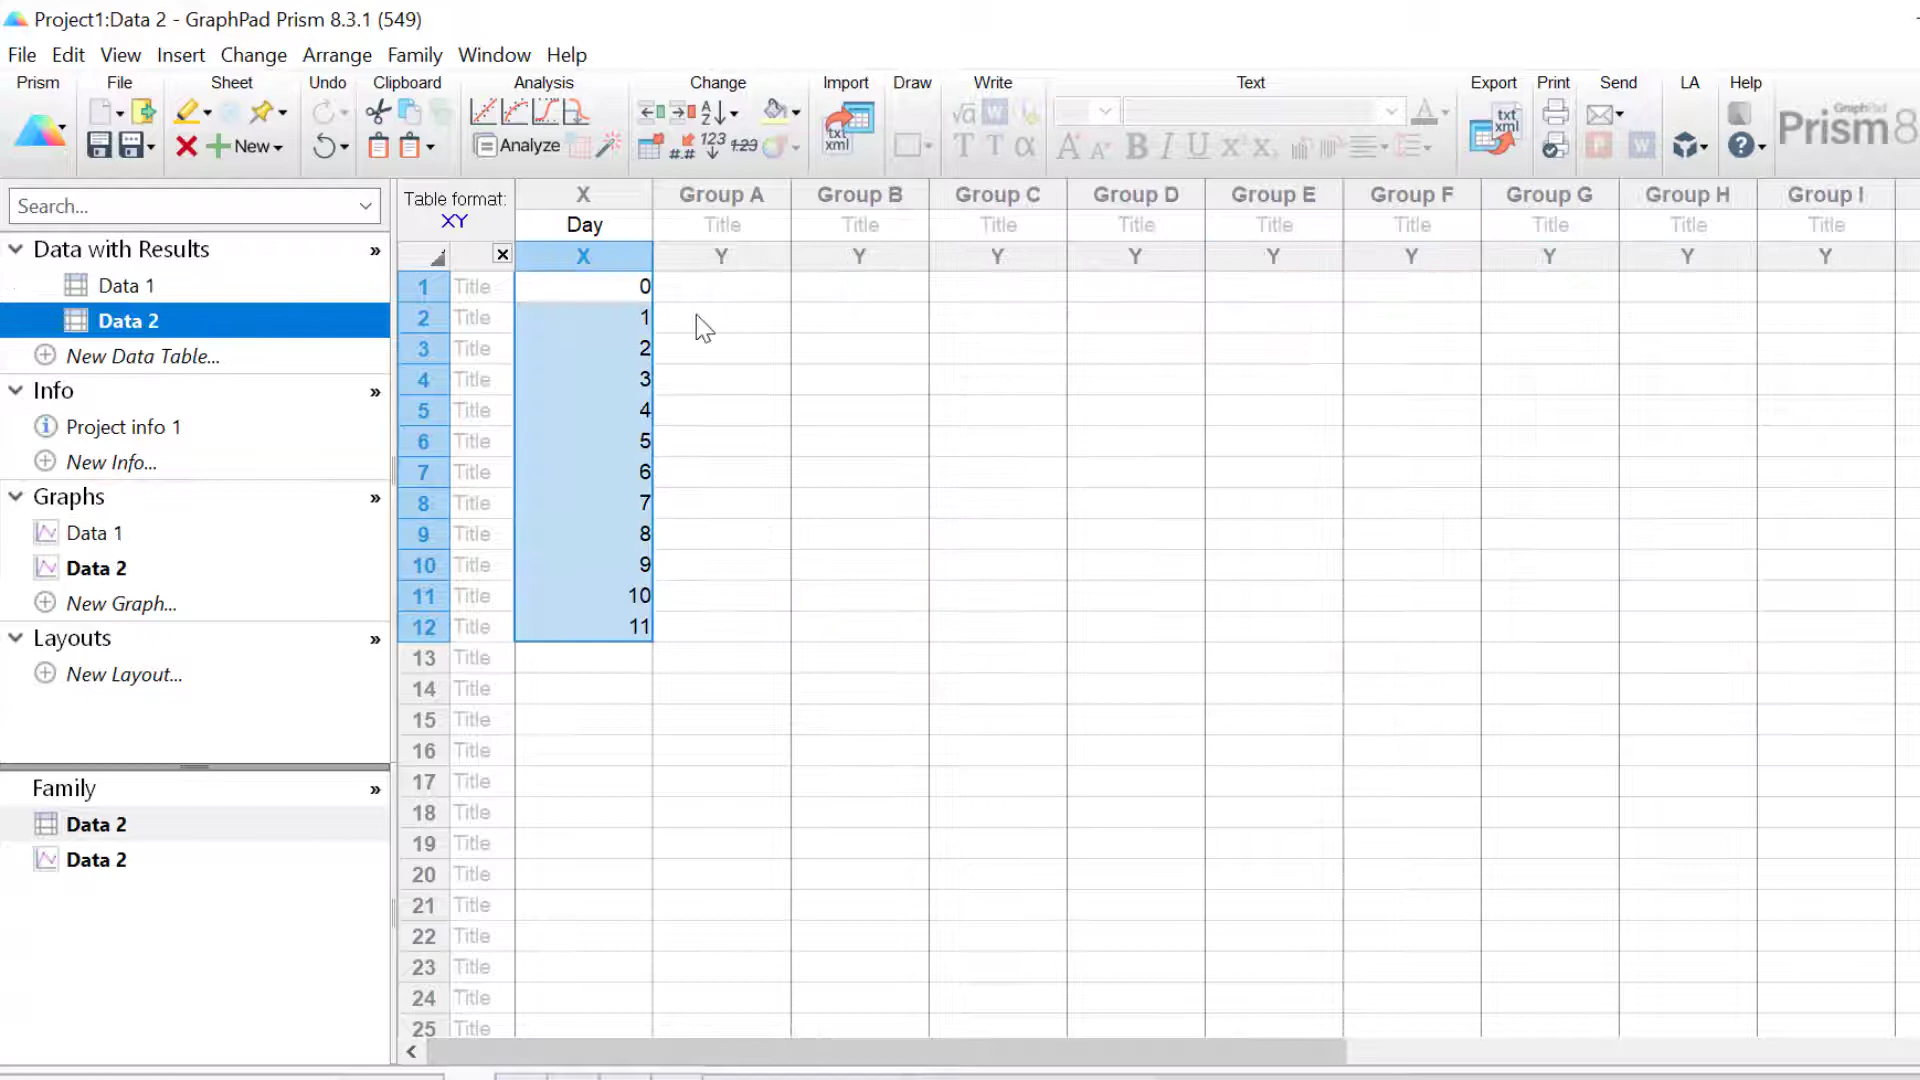 Project1:Data 2 - GraphPad Prism 8.3.1 (549)
File Edit View Insert Change Arrange Family Window Help
Prism File Sheet Undo Clipboard Analysis Change Import Draw Write Text Export Print Send LA Help
New Analyze txt xml 123 txt xml GraphPad Prism 8
Search...
Data with Results
Data 1
Data 2
New Data Table...
Info
Project info 1
New Info...
Graphs
Data 1
Data 2
New Graph...
Layouts
New Layout...
Family
Data 2
Data 2
Table format:
XY
X Group A Group B Group C Group D Group E Group F Group G Group H Group I
Day Title Title Title Title Title Title Title Title Title
X Y Y Y Y Y Y Y Y Y
1 Title 0
2 Title 1
3 Title 2
4 Title 3
5 Title 4
6 Title 5
7 Title 6
8 Title 7
9 Title 8
10 Title 9
11 Title 10
12 Title 11
13 Title
14 Title
15 Title
16 Title
17 Title
18 Title
19 Title
20 Title
21 Title
22 Title
23 Title
24 Title
25 Title